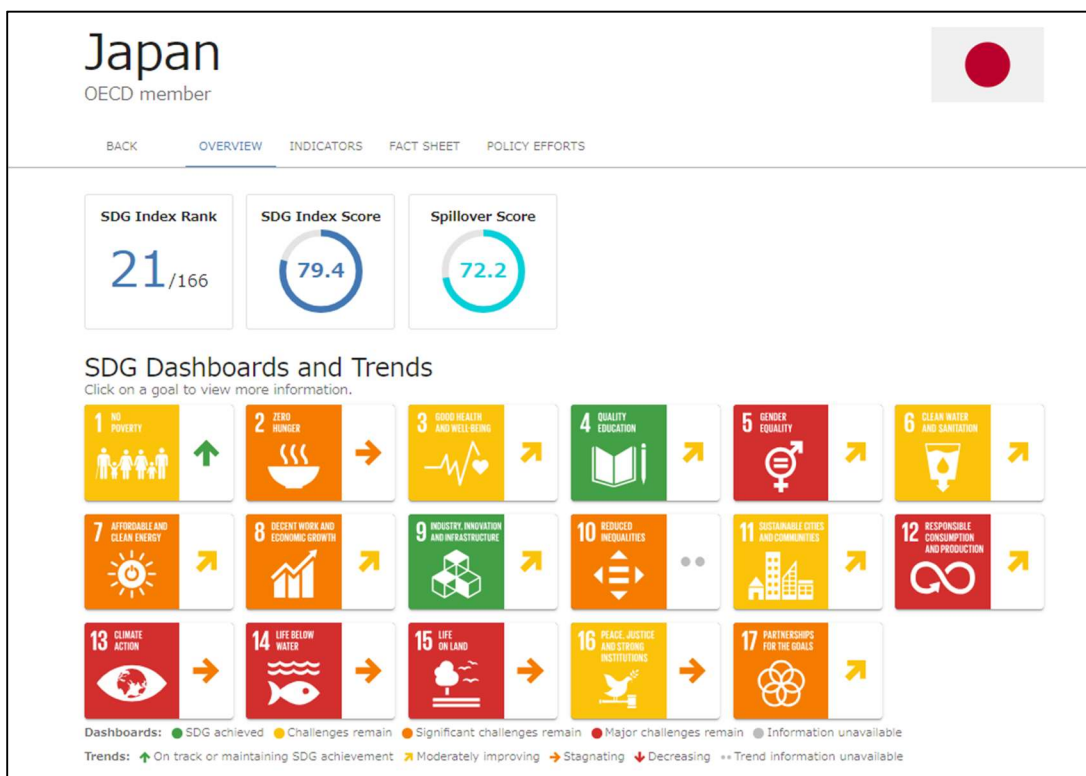 Japan
OECD member
BACK OVERVIEW INDICATORS FACT SHEET POLICY EFFORTS
SDG Index Rank
21/166
SDG Index Score
79.4
Spillover Score
72.2
SDG Dashboards and Trends
Click on a goal to view more information.
1 NO
POVERTY
2 ZERO
HUNGER
3 GOOD HEALTH
AND WELL-BEING
4 QUALITY
EDUCATION
5 GENDER
EQUALITY
6 CLEAN WATER
AND SANITATION
7 AFFORDABLE AND
CLEAN ENERGY
8 DECENT WORK AND
ECONOMIC GROWTH
9 INDUSTRY, INNOVATION
AND INFRASTRUCTURE
10 REDUCED
INEQUALITIES
11 SUSTAINABLE CITIES
AND COMMUNITIES
12 RESPONSIBLE
CONSUMPTION
AND PRODUCTION
13 CLIMATE
ACTION
14 LIFE BELOW
WATER
15 LIFE
ON LAND
16 PEACE, JUSTICE
AND STRONG
INSTITUTIONS
17 PARTNERSHIPS
FOR THE GOALS
Dashboards: SDG achieved Challenges remain Significant challenges remain Major challenges remain Information unavailable
Trends: On track or maintaining SDG achievement Moderately improving Stagnating Decreasing Trend information unavailable